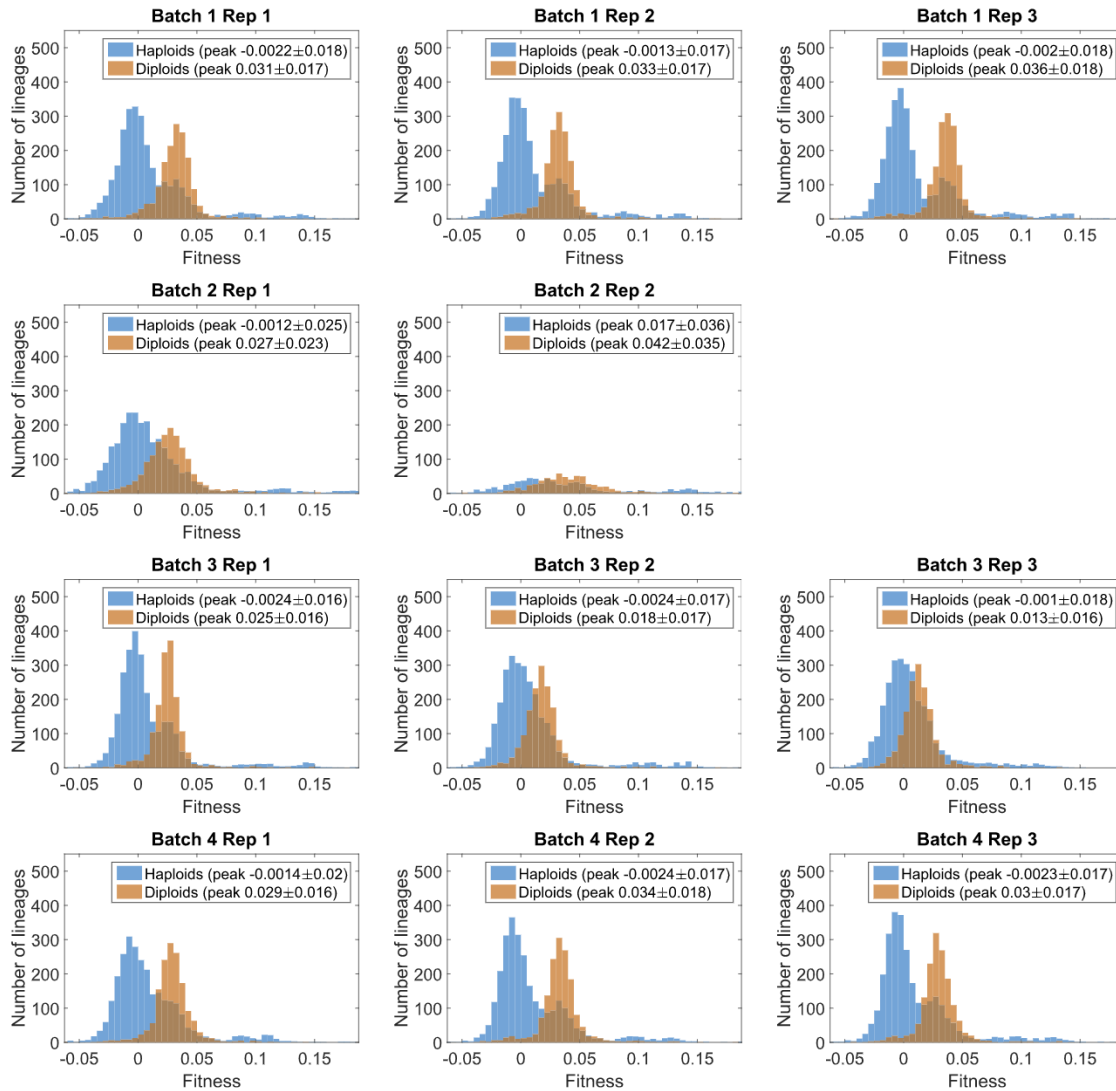 Batch 1 Rep 1
Number of lineages
500
400
300
200
100
0
Haploids (peak -0.0022±0.018)
Diploids (peak 0.031±0.017)
-0.05 0 0.05 0.1 0.15
Fitness
Batch 1 Rep 2
Number of lineages
500
400
300
200
100
0
Haploids (peak -0.0013±0.017)
Diploids (peak 0.033±0.017)
-0.05 0 0.05 0.1 0.15
Fitness
Batch 1 Rep 3
Number of lineages
500
400
300
200
100
0
Haploids (peak -0.002±0.018)
Diploids (peak 0.036±0.018)
-0.05 0 0.05 0.1 0.15
Fitness
Batch 2 Rep 1
Number of lineages
500
400
300
200
100
0
Haploids (peak -0.0012±0.025)
Diploids (peak 0.027±0.023)
-0.05 0 0.05 0.1 0.15
Fitness
Batch 2 Rep 2
Number of lineages
500
400
300
200
100
0
Haploids (peak 0.017±0.036)
Diploids (peak 0.042±0.035)
-0.05 0 0.05 0.1 0.15
Fitness
Batch 3 Rep 1
Number of lineages
500
400
300
200
100
0
Haploids (peak -0.0024±0.016)
Diploids (peak 0.025±0.016)
-0.05 0 0.05 0.1 0.15
Fitness
Batch 3 Rep 2
Number of lineages
500
400
300
200
100
0
Haploids (peak -0.0024±0.017)
Diploids (peak 0.018±0.017)
-0.05 0 0.05 0.1 0.15
Fitness
Batch 3 Rep 3
Number of lineages
500
400
300
200
100
0
Haploids (peak -0.001±0.018)
Diploids (peak 0.013±0.016)
-0.05 0 0.05 0.1 0.15
Fitness
Batch 4 Rep 1
Number of lineages
500
400
300
200
100
0
Haploids (peak -0.0014±0.02)
Diploids (peak 0.029±0.016)
-0.05 0 0.05 0.1 0.15
Fitness
Batch 4 Rep 2
Number of lineages
500
400
300
200
100
0
Haploids (peak -0.0024±0.017)
Diploids (peak 0.034±0.018)
-0.05 0 0.05 0.1 0.15
Fitness
Batch 4 Rep 3
Number of lineages
500
400
300
200
100
0
Haploids (peak -0.0023±0.017)
Diploids (peak 0.03±0.017)
-0.05 0 0.05 0.1 0.15
Fitness